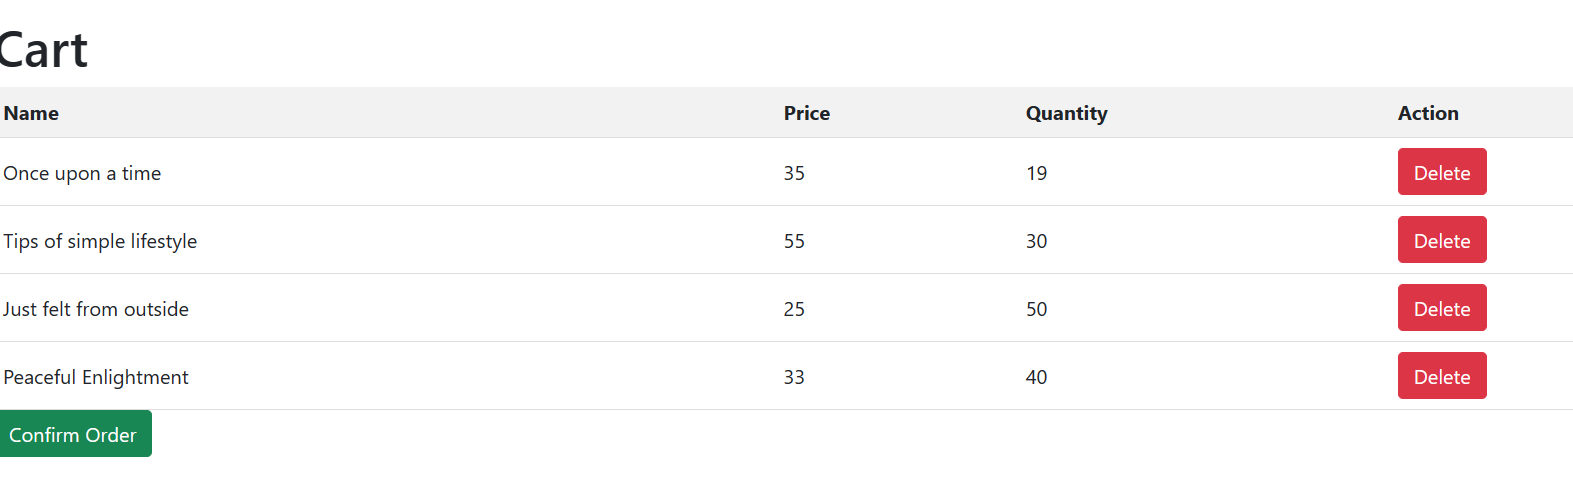 Cart
Name Price Quantity Action
Once upon a time 35 19 Delete
Tips of simple lifestyle 55 30 Delete
Just felt from outside 25 50 Delete
Peaceful Enlightment 33 40 Delete
Confirm Order